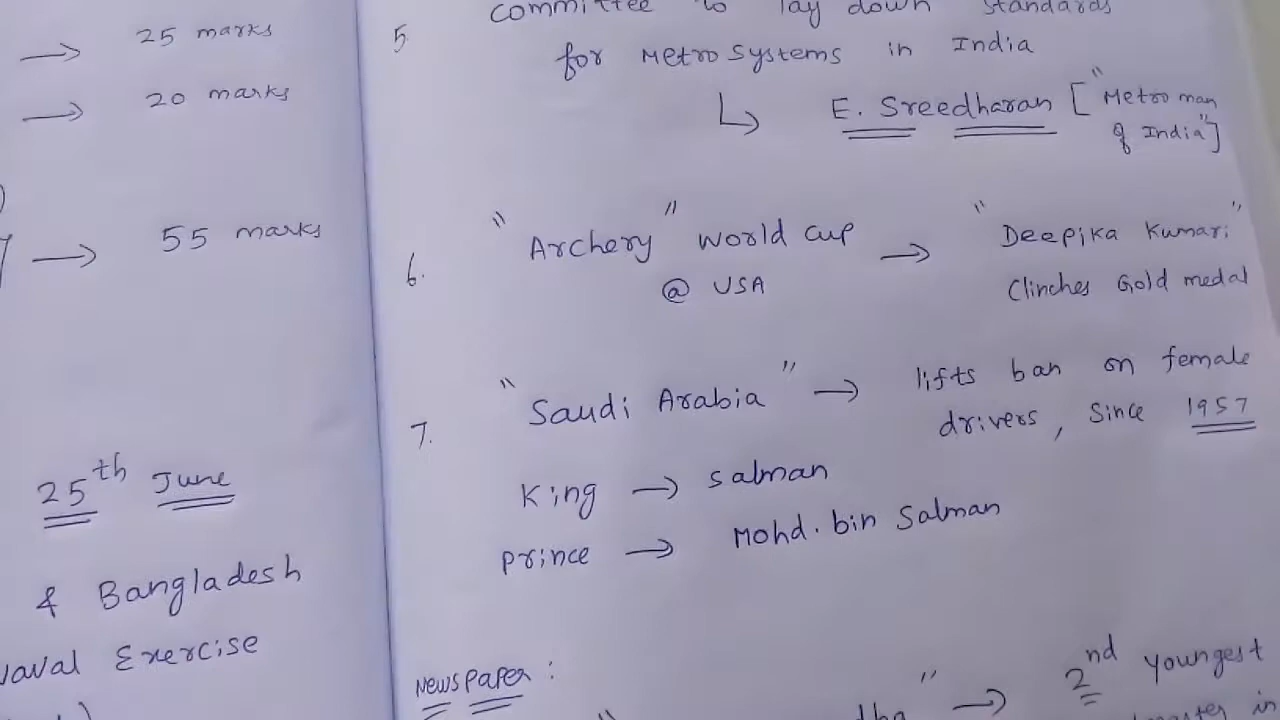 → 25 marks
→ 20 marks
→ 55 marks
25th June
& Bangladesh
Naval Exercise
5. Committee to lay down standards
for Metro Systems in India
↳ E. Sreedharan ["Metro man
of India"]
6. "Archery" World Cup → "Deepika Kumari"
@ USA Clinches Gold medal
7. "Saudi Arabia" → lifts ban on female
drivers, Since 1957
King → Salman
Prince → Mohd. bin Salman
Newspaper:
" → 2nd youngest
in